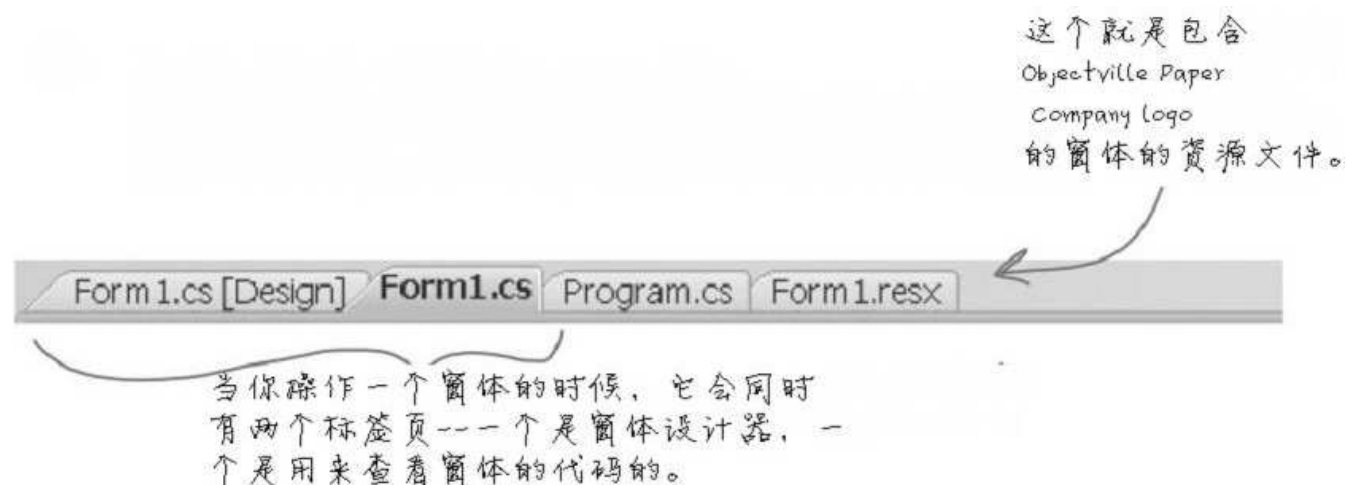 这个就是包含
Objectville Paper
Company logo
的窗体的资源文件。
Form1.cs [Design] Form1.cs Program.cs Form1.resx
当你操作一个窗体的时候，它会同时
有两个标签页---一个是窗体设计器，一
个是用来查看窗体的代码的。